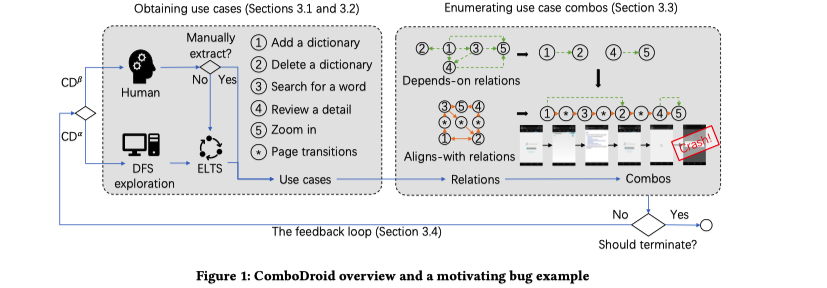 Obtaining use cases (Sections 3.1 and 3.2)
Enumerating use case combos (Section 3.3)
Manually
extract?
No Yes
Human
CDβ
CDα
DFS
exploration
ELTS
1 Add a dictionary
2 Delete a dictionary
3 Search for a word
4 Review a detail
5 Zoom in
* Page transitions
Use cases
2 1 3 5
4
Depends-on relations
1 2 4 5
3 5 4
* * *
1 2
Aligns-with relations
1 * 3 * 2 * 4 5
Crash!
Relations
Combos
No Yes
Should terminate?
The feedback loop (Section 3.4)
Figure 1: ComboDroid overview and a motivating bug example